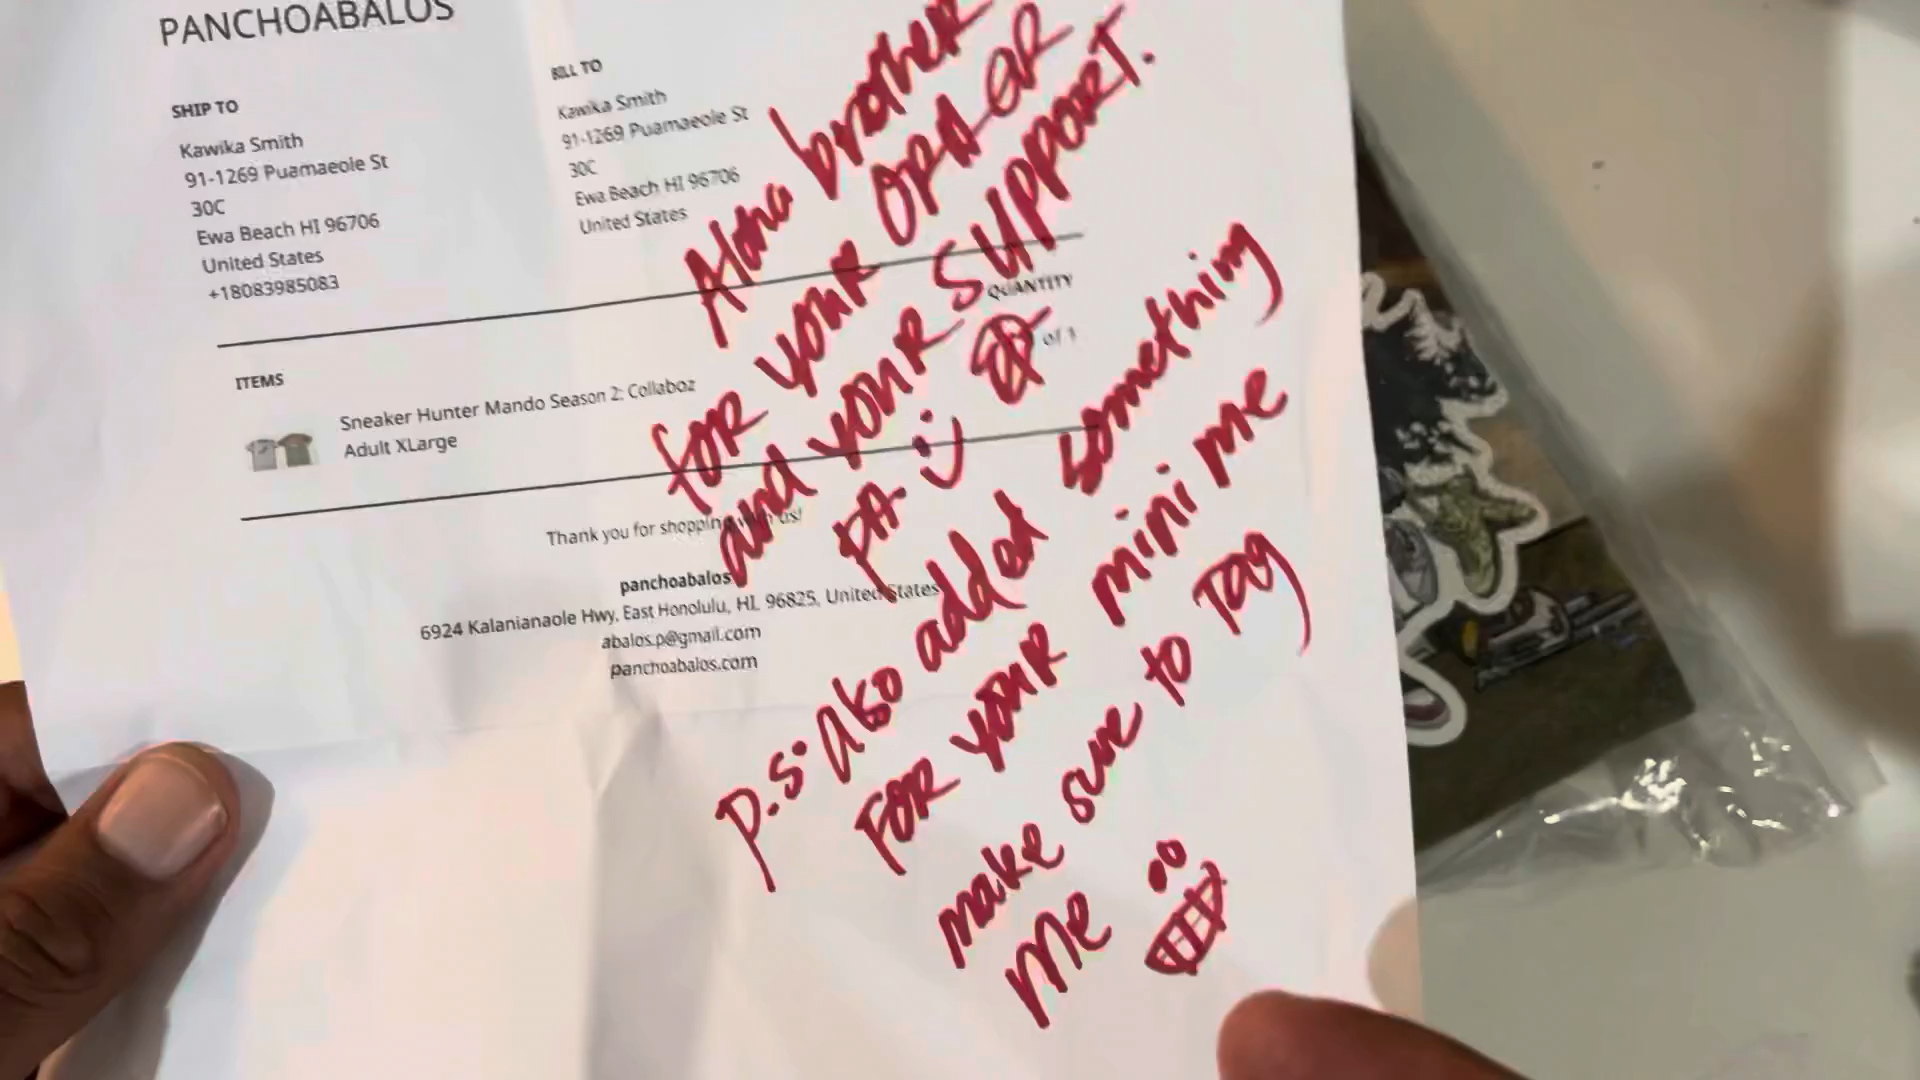 PANCHOABALOS
SHIP TO
Kawika Smith
91-1269 Puamaeole St
30C
Ewa Beach HI 96706
United States
+18083985083
BILL TO
Kawika Smith
91-1269 Puamaeole St
30C
Ewa Beach HI 96706
United States
ITEMS
QUANTITY
Sneaker Hunter Mando Season 2: Collaboz
Adult XLarge
of 1
Thank you for shopping with us!
panchoabalos
6924 Kalanianaole Hwy, East Honolulu, HI, 96825, United States
abalos.p@gmail.com
panchoabalos.com
Aloha brother
for your ORDER
and your SUPPORT.
PA :)
P.S. Also added something
FOR your mini me
make sure to Tag
Me